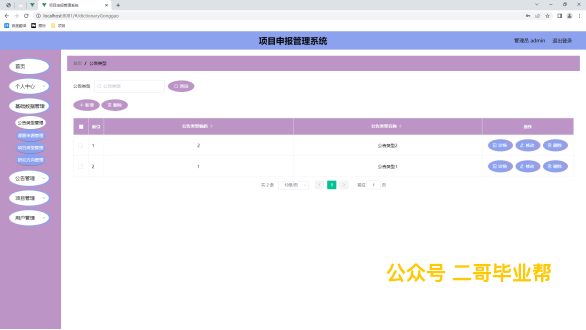 项目申报管理系统
localhost:8081/#/dictionaryGonggao
项目申报管理系统
管理员 admin 退出登录
首页
个人中心
基础数据管理
公告类型管理
公告管理
项目管理
用户管理
首页 / 公告类型
公告类型 公告类型 查询
+ 新增 删除
索引 公告类型编码 公告类型名称 操作
1 2 公告类型2 详情 修改 删除
2 1 公告类型1 详情 修改 删除
共 2 条 10条/页 < 1 > 前往 1 页
公众号 二哥毕业帮